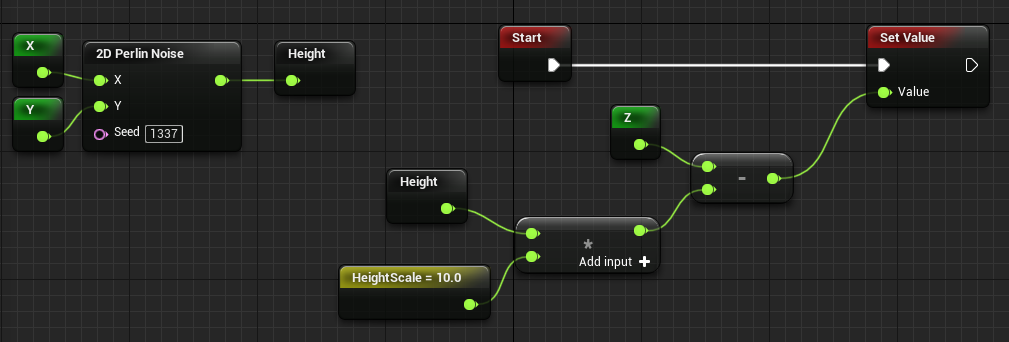 X
2D Perlin Noise
Height
X
Y
Y
Seed 1337
Start
Set Value
Value
Z
-
Height
*
Add input +
HeightScale = 10.0